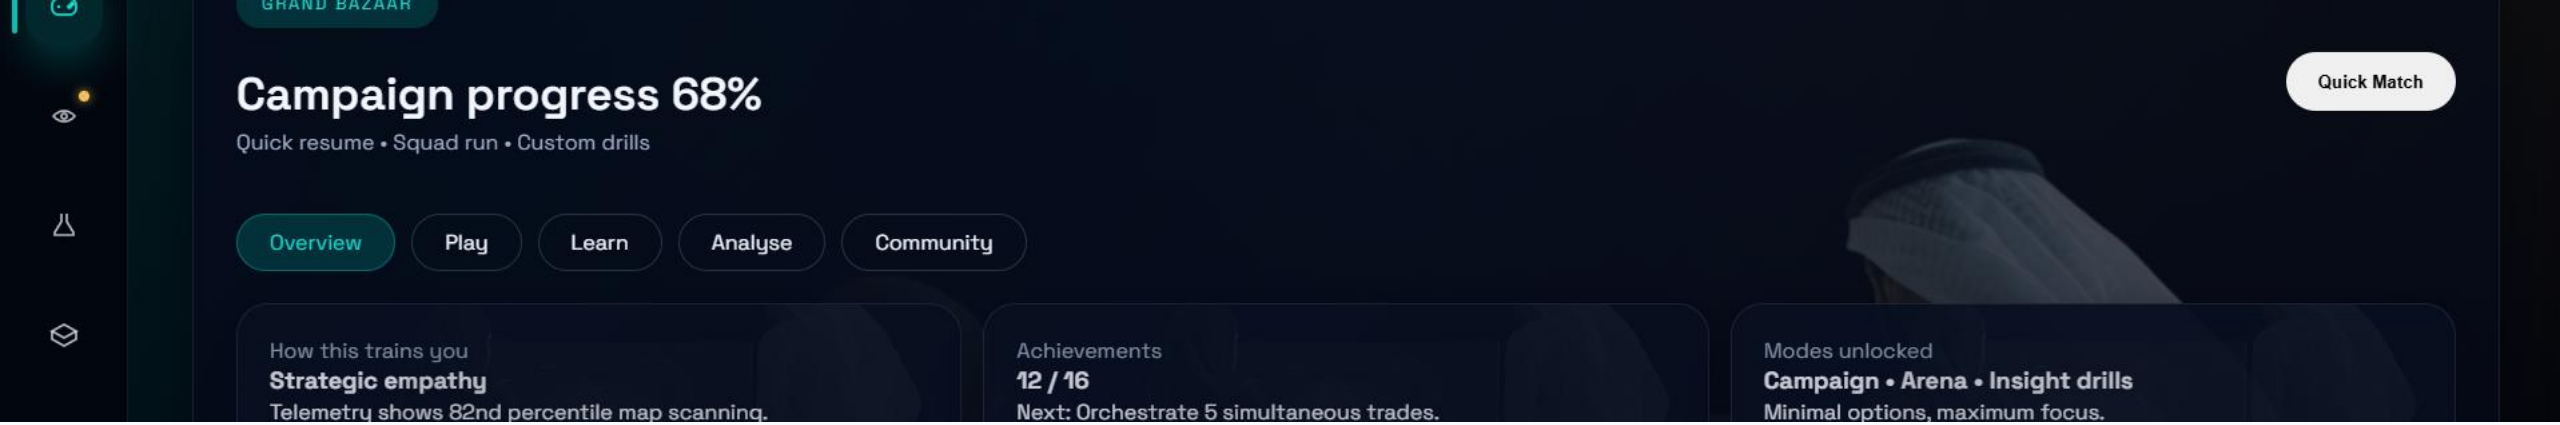 GRAND BAZAAR
Campaign progress 68%
Quick Match
Quick resume • Squad run • Custom drills
Overview
Play
Learn
Analyse
Community
How this trains you
Strategic empathy
Telemetry shows 82nd percentile map scanning.
Achievements
12 / 16
Next: Orchestrate 5 simultaneous trades.
Modes unlocked
Campaign • Arena • Insight drills
Minimal options, maximum focus.